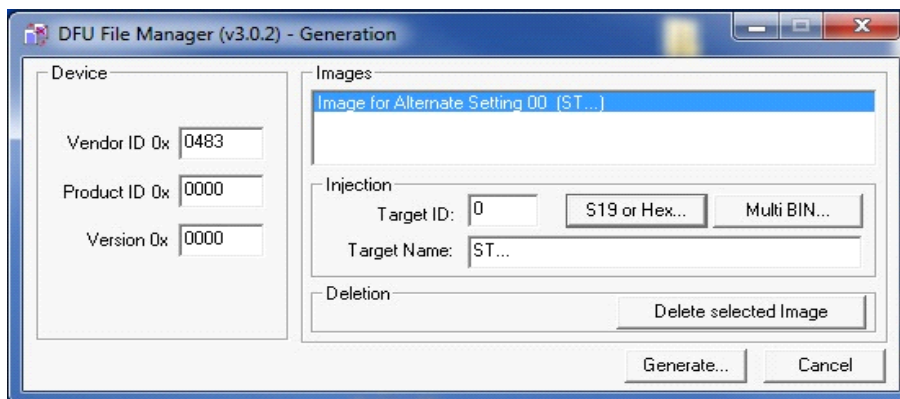 DFU File Manager (v3.0.2) - Generation
Device
Vendor ID 0x 0483
Product ID 0x 0000
Version 0x 0000
Images
Image for Alternate Setting 00 (ST...)
Injection
Target ID: 0 S19 or Hex... Multi BIN...
Target Name: ST...
Deletion
Delete selected Image
Generate... Cancel